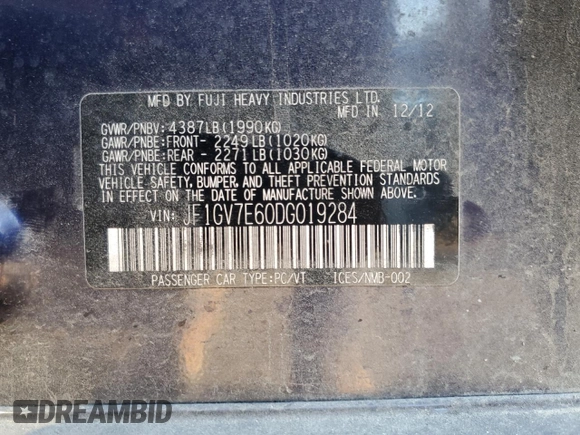 MFD BY FUJI HEAVY INDUSTRIES LTD.
MFD IN 12/12
GVWR/PNBV: 4387LB(1990KG)
GAWR/PNBE:FRONT- 2249LB(1020KG)
GAWR/PNBE:REAR - 2271LB(1030KG)
THIS VEHICLE CONFORMS TO ALL APPLICABLE FEDERAL MOTOR
VEHICLE SAFETY, BUMPER, AND THEFT PREVENTION STANDARDS
IN EFFECT ON THE DATE OF MANUFACTURE SHOWN ABOVE.
VIN: JF1GV7E60DG019284
PASSENGER CAR TYPE:PC/VT ICES/NMB-002
DREAMBID